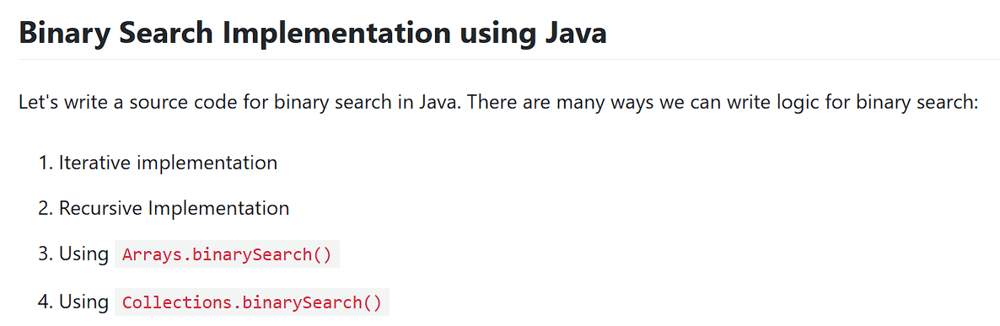 Binary Search Implementation using Java
Let's write a source code for binary search in Java. There are many ways we can write logic for binary search:
1. Iterative implementation
2. Recursive Implementation
3. Using Arrays.binarySearch()
4. Using Collections.binarySearch()